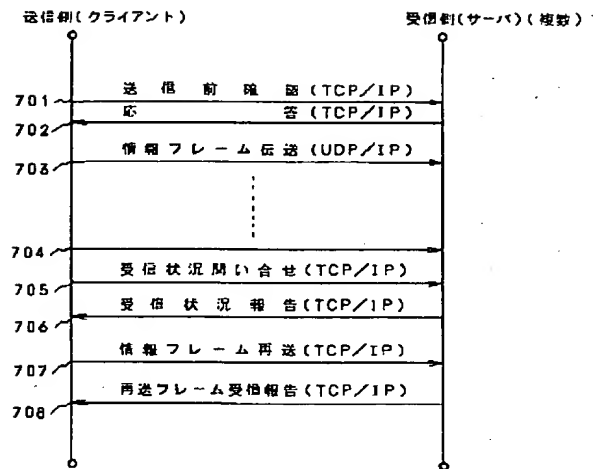 送信側(クライアント)
受信側(サーバ)(複数)
701 送信前確認(TCP/IP)
702 応答(TCP/IP)
703 情報フレーム伝送(UDP/IP)
704
705 受信状況問い合せ(TCP/IP)
706 受信状況報告(TCP/IP)
707 情報フレーム再送(TCP/IP)
708 再送フレーム受信報告(TCP/IP)